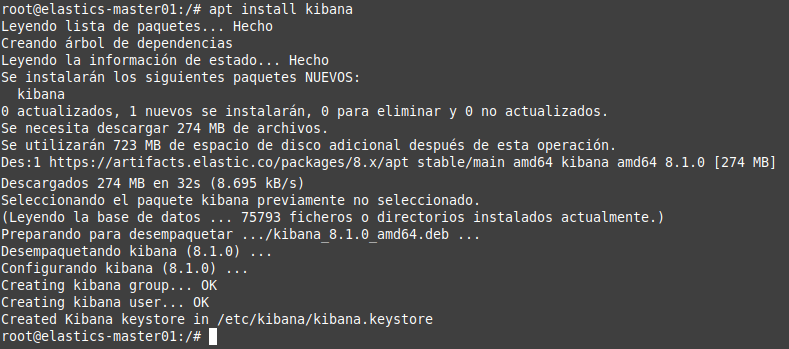 root@elastics-master01:/# apt install kibana
Leyendo lista de paquetes... Hecho
Creando árbol de dependencias
Leyendo la información de estado... Hecho
Se instalarán los siguientes paquetes NUEVOS:
  kibana
0 actualizados, 1 nuevos se instalarán, 0 para eliminar y 0 no actualizados.
Se necesita descargar 274 MB de archivos.
Se utilizarán 723 MB de espacio de disco adicional después de esta operación.
Des:1 https://artifacts.elastic.co/packages/8.x/apt stable/main amd64 kibana amd64 8.1.0 [274 MB]
Descargados 274 MB en 32s (8.695 kB/s)
Seleccionando el paquete kibana previamente no seleccionado.
(Leyendo la base de datos ... 75793 ficheros o directorios instalados actualmente.)
Preparando para desempaquetar .../kibana_8.1.0_amd64.deb ...
Desempaquetando kibana (8.1.0) ...
Configurando kibana (8.1.0) ...
Creating kibana group... OK
Creating kibana user... OK
Created Kibana keystore in /etc/kibana/kibana.keystore
root@elastics-master01:/#